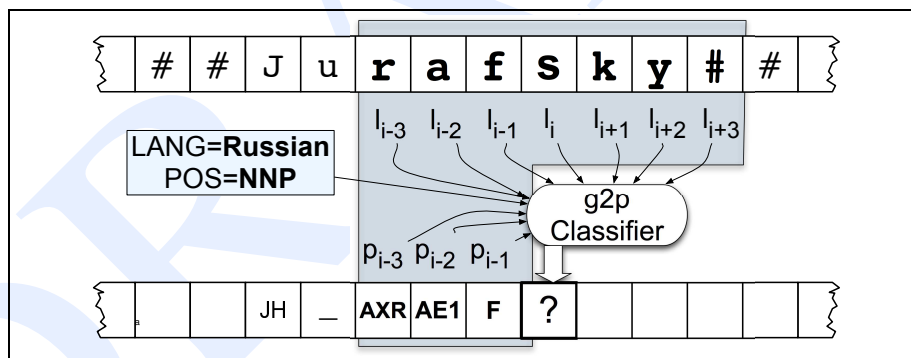 # # J u r a f s k y # #
l i-3 l i-2 l i-1 l i l i+1 l i+2 l i+3
LANG=Russian
POS=NNP
g2p
Classifier
p i-3 p i-2 p i-1
a JH _ AXR AE1 F ?